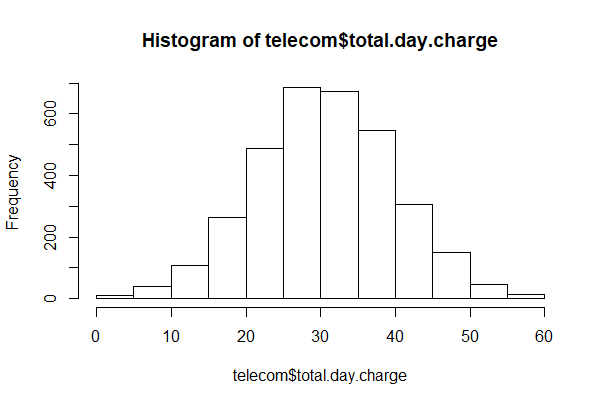 Histogram of telecom$total.day.charge
Frequency
600
400
200
0
0 10 20 30 40 50 60
telecom$total.day.charge